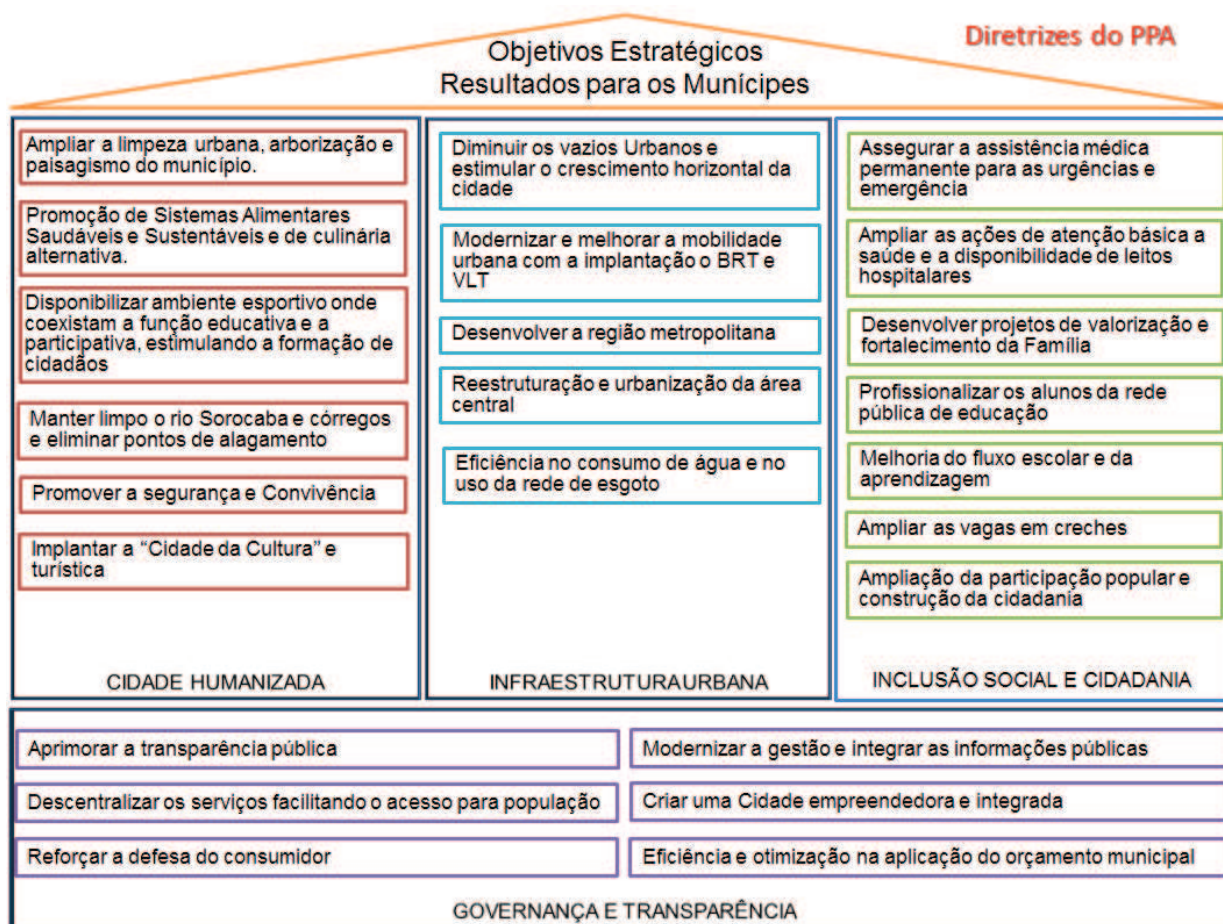 Diretrizes do PPA
Objetivos Estratégicos
Resultados para os Munícipes
Ampliar a limpeza urbana, arborização e
paisagismo do município.
Promoção de Sistemas Alimentares
Saudáveis e Sustentáveis e de culinária
alternativa.
Disponibilizar ambiente esportivo onde
coexistam a função educativa e a
participativa, estimulando a formação de
cidadãos
Manter limpo o rio Sorocaba e córregos
e eliminar pontos de alagamento
Promover a segurança e Convivência
Implantar a “Cidade da Cultura” e
turística
CIDADE HUMANIZADA
Diminuir os vazios Urbanos e
estimular o crescimento horizontal da
cidade
Modernizar e melhorar a mobilidade
urbana com a implantação o BRT e
VLT
Desenvolver a região metropolitana
Reestruturação e urbanização da área
central
Eficiência no consumo de água e no
uso da rede de esgoto
INFRAESTRUTURA URBANA
Assegurar a assistência médica
permanente para as urgências e
emergência
Ampliar as ações de atenção básica a
saúde e a disponibilidade de leitos
hospitalares
Desenvolver projetos de valorização e
fortalecimento da Família
Profissionalizar os alunos da rede
pública de educação
Melhoria do fluxo escolar e da
aprendizagem
Ampliar as vagas em creches
Ampliação da participação popular e
construção da cidadania
INCLUSÃO SOCIAL E CIDADANIA
Aprimorar a transparência pública
Modernizar a gestão e integrar as informações públicas
Descentralizar os serviços facilitando o acesso para população
Criar uma Cidade empreendedora e integrada
Reforçar a defesa do consumidor
Eficiência e otimização na aplicação do orçamento municipal
GOVERNANÇA E TRANSPARÊNCIA